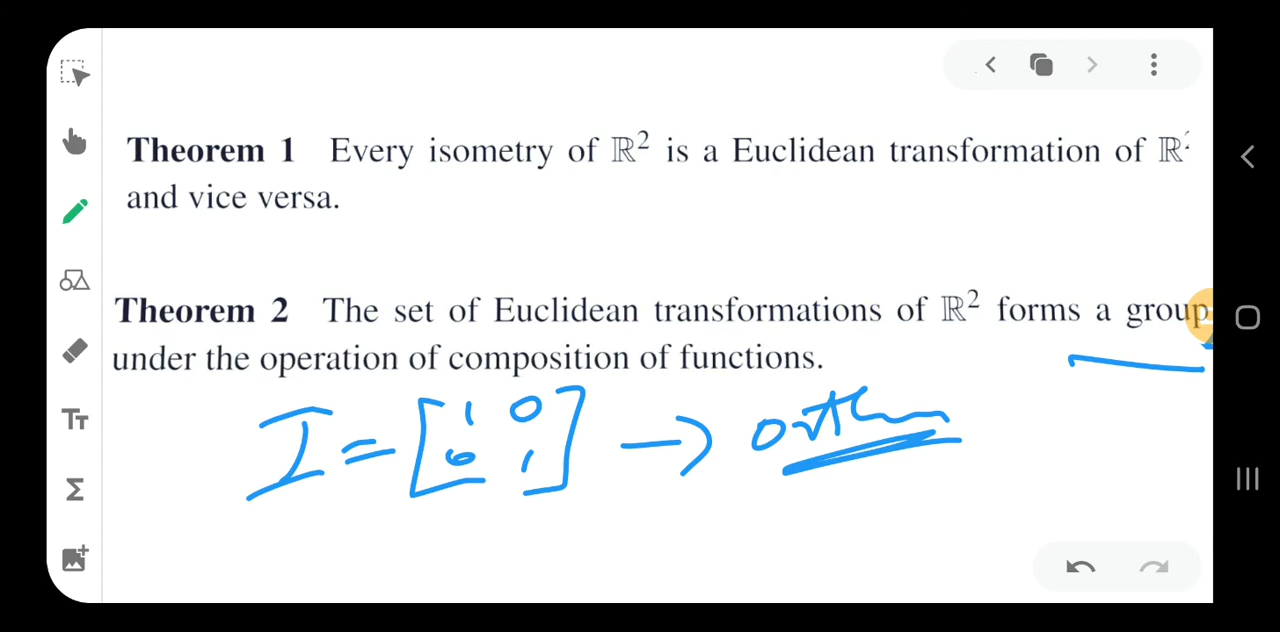 Theorem 1 Every isometry of ℝ² is a Euclidean transformation of ℝ²
and vice versa.
Theorem 2 The set of Euclidean transformations of ℝ² forms a group
under the operation of composition of functions.
I = [1 0
0 1] → orth